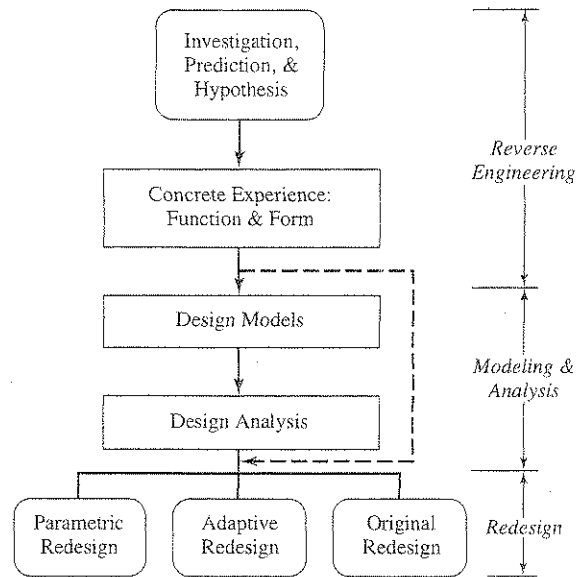 Investigation,
Prediction, &
Hypothesis
Reverse
Engineering
Concrete Experience:
Function & Form
Design Models
Modeling &
Analysis
Design Analysis
Parametric
Redesign
Adaptive
Redesign
Original
Redesign
Redesign